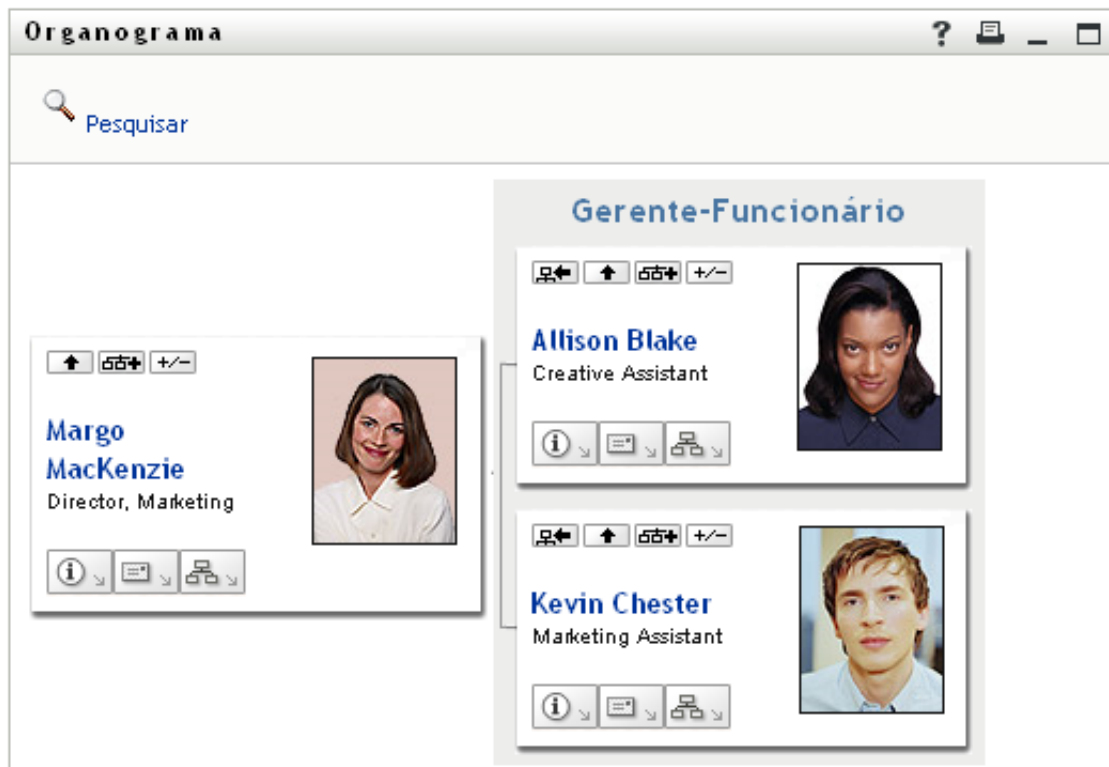 Organograma
Pesquisar
Gerente-Funcionário
Allison Blake
Creative Assistant
Margo
MacKenzie
Director, Marketing
Kevin Chester
Marketing Assistant